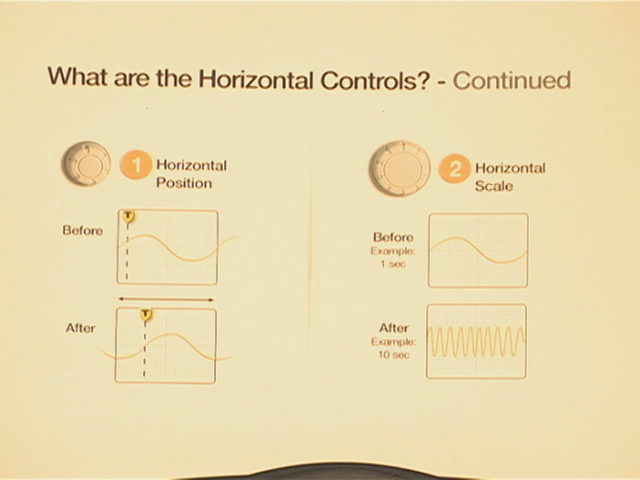 What are the Horizontal Controls? - Continued
1 Horizontal
Position
Before
T
After
T
2 Horizontal
Scale
Before
Example:
1 sec
After
Example:
10 sec